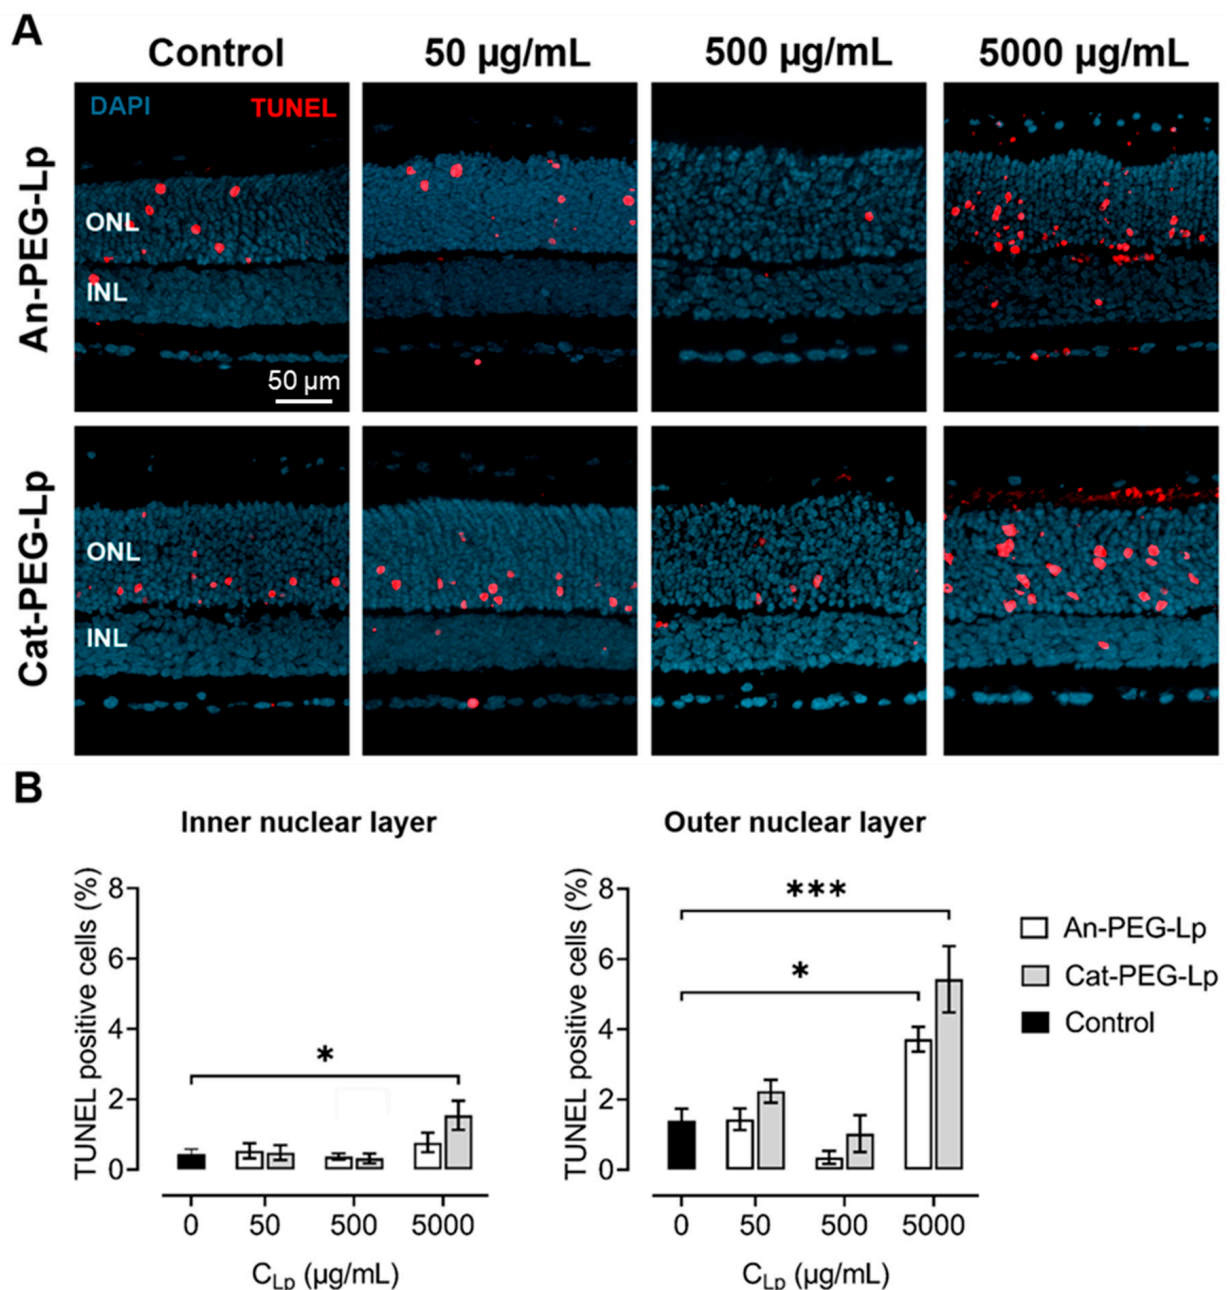 A
Control
50 µg/mL
500 µg/mL
5000 µg/mL
An-PEG-Lp
DAPI
TUNEL
ONL
INL
50 µm
Cat-PEG-Lp
ONL
INL
B
Inner nuclear layer
TUNEL positive cells (%)
8
6
4
2
0
*
0 50 500 5000
CLp (µg/mL)
Outer nuclear layer
TUNEL positive cells (%)
8
6
4
2
0
***
*
0 50 500 5000
CLp (µg/mL)
An-PEG-Lp
Cat-PEG-Lp
Control